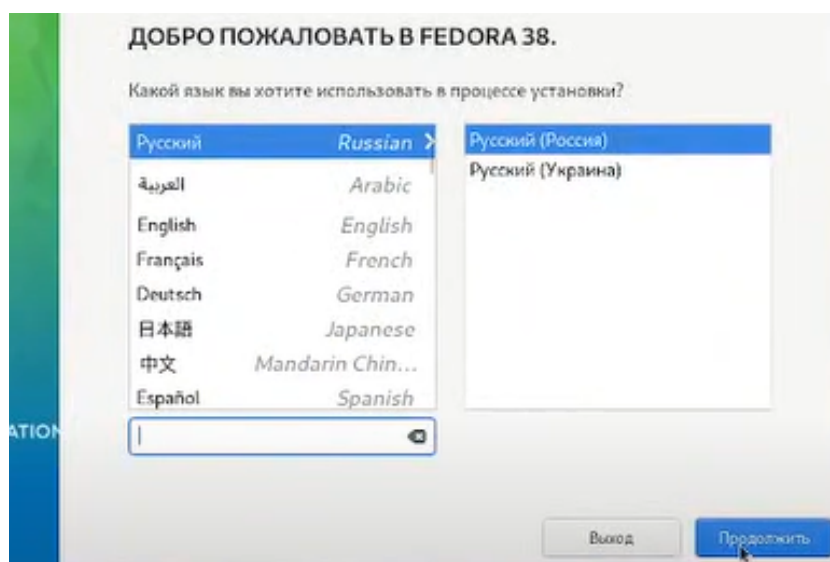 ДОБРО ПОЖАЛОВАТЬ В FEDORA 38.
Какой язык вы хотите использовать в процессе установки?
Русский Russian
العربية Arabic
English English
Français French
Deutsch German
日本語 Japanese
中文 Mandarin Chin...
Español Spanish
Русский (Россия)
Русский (Украина)
ATION
Выход
Продолжить